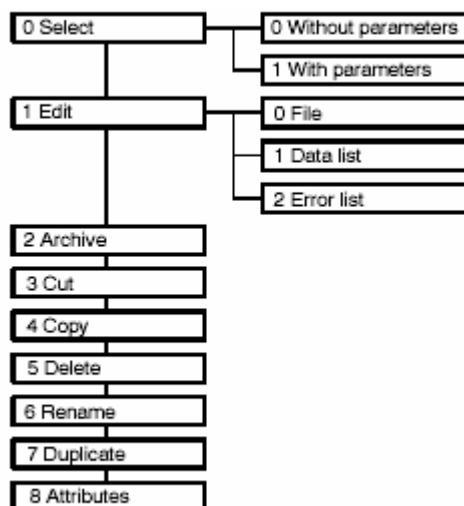 0 Select
0 Without parameters
1 With parameters
1 Edit
0 File
1 Data list
2 Error list
2 Archive
3 Cut
4 Copy
5 Delete
6 Rename
7 Duplicate
8 Attributes